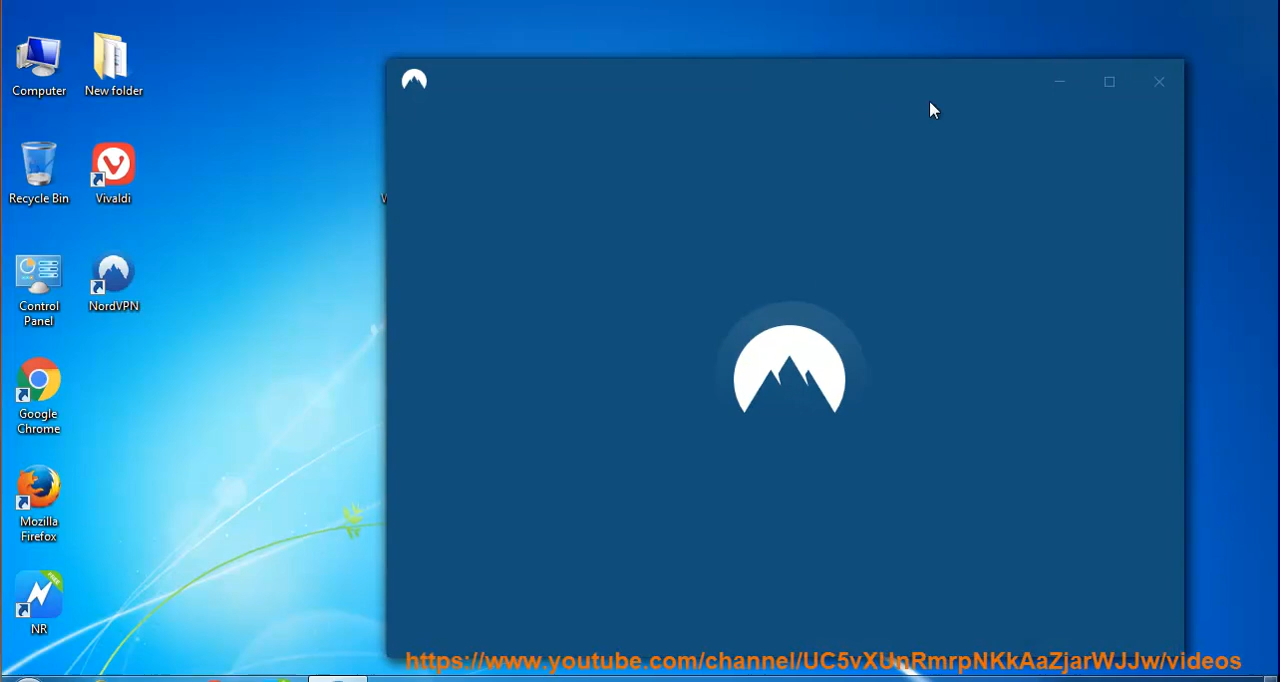 Computer
New folder
Recycle Bin
Vivaldi
Control
Panel
NordVPN
Google
Chrome
Mozilla
Firefox
FREE
NR
https://www.youtube.com/channel/UC5vXUnRmrpNKkAaZjarWJJw/videos